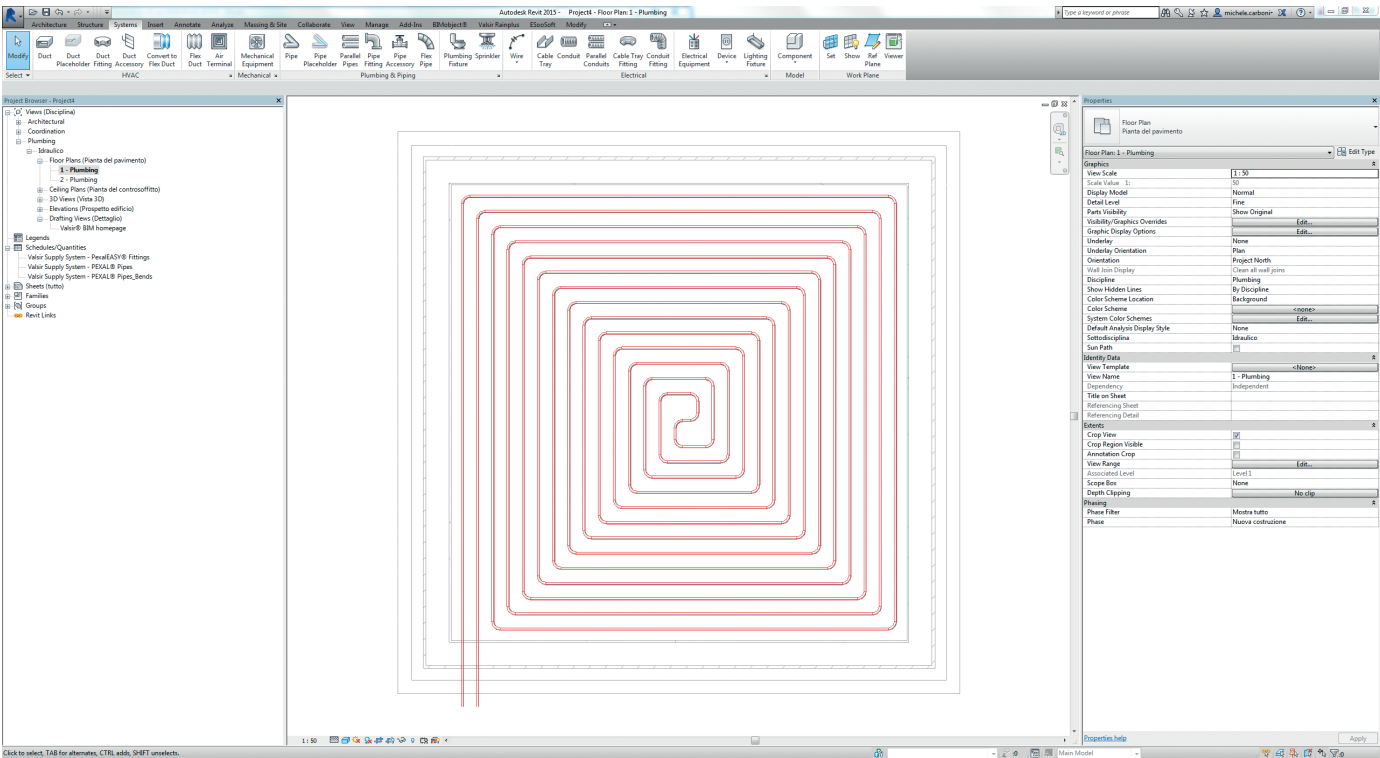 Autodesk Revit 2015 - Project4 - Floor Plan: 1 - Plumbing
Type a keyword or phrase
michele.carboni
Architecture Structure Systems Insert Annotate Analyze Massing & Site Collaborate View Manage Add-Ins BIMobject® Valsir Rainplus ESooSoft Modify
Modify Duct Duct Placeholder Duct Fitting Duct Accessory Convert to Flex Duct Flex Duct Air Terminal Mechanical Equipment Pipe Pipe Placeholder Parallel Pipes Pipe Fitting Pipe Accessory Flex Pipe Plumbing Fixture Sprinkler Wire Cable Tray Conduit Parallel Conduits Cable Tray Fitting Conduit Fitting Electrical Equipment Device Lighting Fixture Component Set Show Ref Plane Viewer
Select HVAC Mechanical Plumbing & Piping Electrical Model Work Plane
Project Browser - Project4
Views (Disciplina)
Architectural
Coordination
Plumbing
Idraulico
Floor Plans (Pianta del pavimento)
1 - Plumbing
2 - Plumbing
Ceiling Plans (Pianta del controsoffitto)
3D Views (Vista 3D)
Elevations (Prospetto edificio)
Drafting Views (Dettaglio)
Valsir® BIM homepage
Legends
Schedules/Quantities
Valsir Supply System - PexalEASY® Fittings
Valsir Supply System - PEXAL® Pipes
Valsir Supply System - PEXAL® Pipes_Bends
Sheets (tutto)
Families
Groups
Revit Links
Properties
Floor Plan
Pianta del pavimento
Floor Plan: 1 - Plumbing Edit Type
Graphics
View Scale 1 : 50
Scale Value 1: 50
Display Model Normal
Detail Level Fine
Parts Visibility Show Original
Visibility/Graphics Overrides Edit...
Graphic Display Options Edit...
Underlay None
Underlay Orientation Plan
Orientation Project North
Wall Join Display Clean all wall joins
Discipline Plumbing
Show Hidden Lines By Discipline
Color Scheme Location Background
Color Scheme <none>
System Color Schemes Edit...
Default Analysis Display Style None
Sottodisciplina Idraulico
Sun Path
Identity Data
View Template <None>
View Name 1 - Plumbing
Dependency Independent
Title on Sheet
Referencing Sheet
Referencing Detail
Extents
Crop View
Crop Region Visible
Annotation Crop
View Range Edit...
Associated Level Level 1
Scope Box None
Depth Clipping No clip
Phasing
Phase Filter Mostra tutto
Phase Nuova costruzione
1 : 50
Properties help Apply
Click to select, TAB for alternates, CTRL adds, SHIFT unselects.
:0 Main Model :0